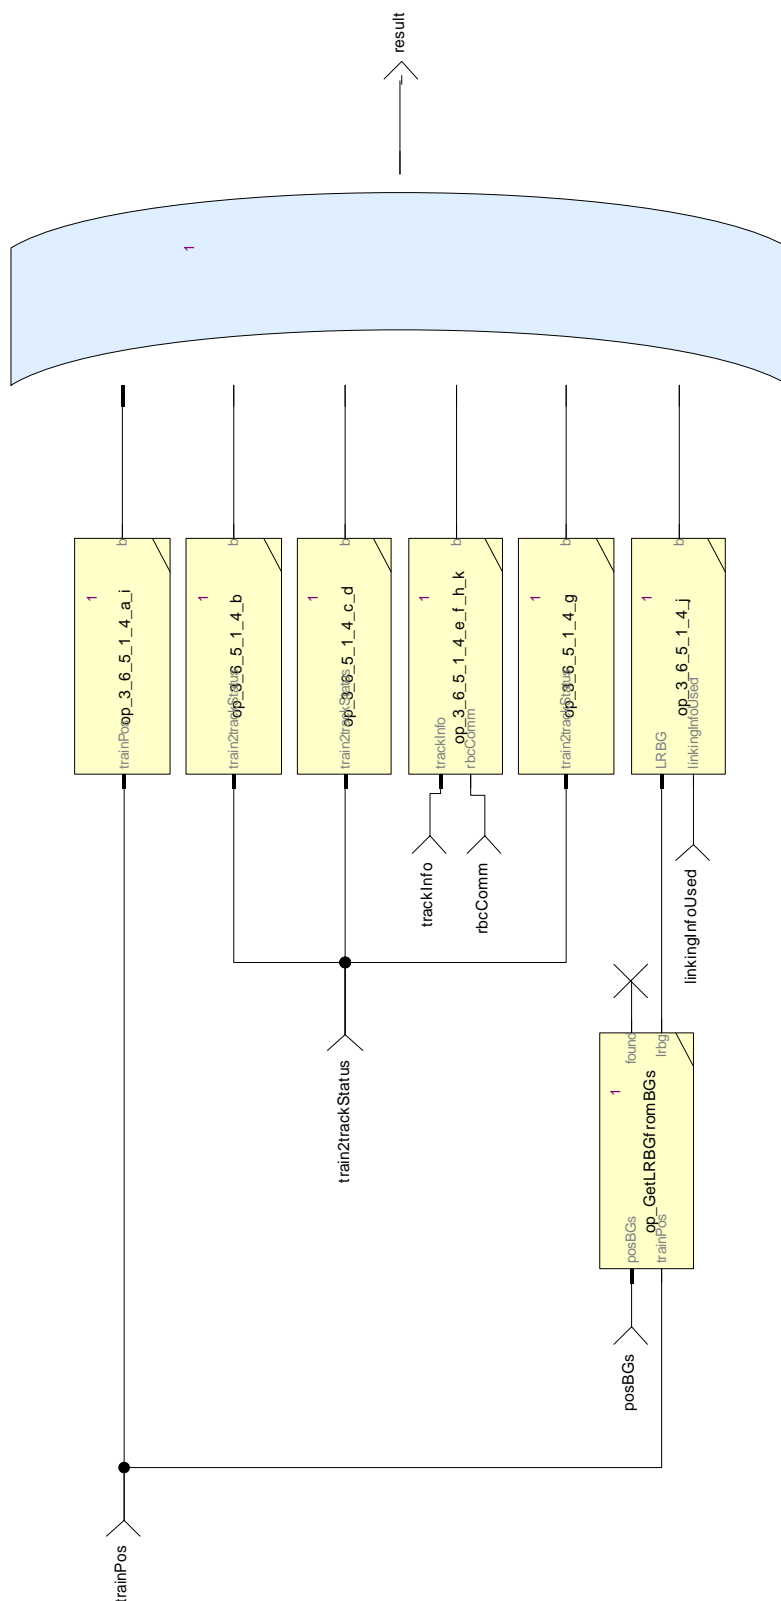 result
1
b
1
op_3_6_5_1_4_a_i
trainPos
b
1
op_3_6_5_1_4_b
train2trackStatus
b
1
op_3_6_5_1_4_c_d
train2trackStatus
b
1
op_3_6_5_1_4_e_f_h_k
trackInfo
rbcComm
b
1
op_3_6_5_1_4_g
train2trackStatus
b
1
op_3_6_5_1_4_j
LRBG
linkingInfoUsed
trackInfo
rbcComm
linkingInfoUsed
train2trackStatus
found
lrbg
1
op_GetLRBGfromBGs
posBGs
trainPos
posBGs
trainPos